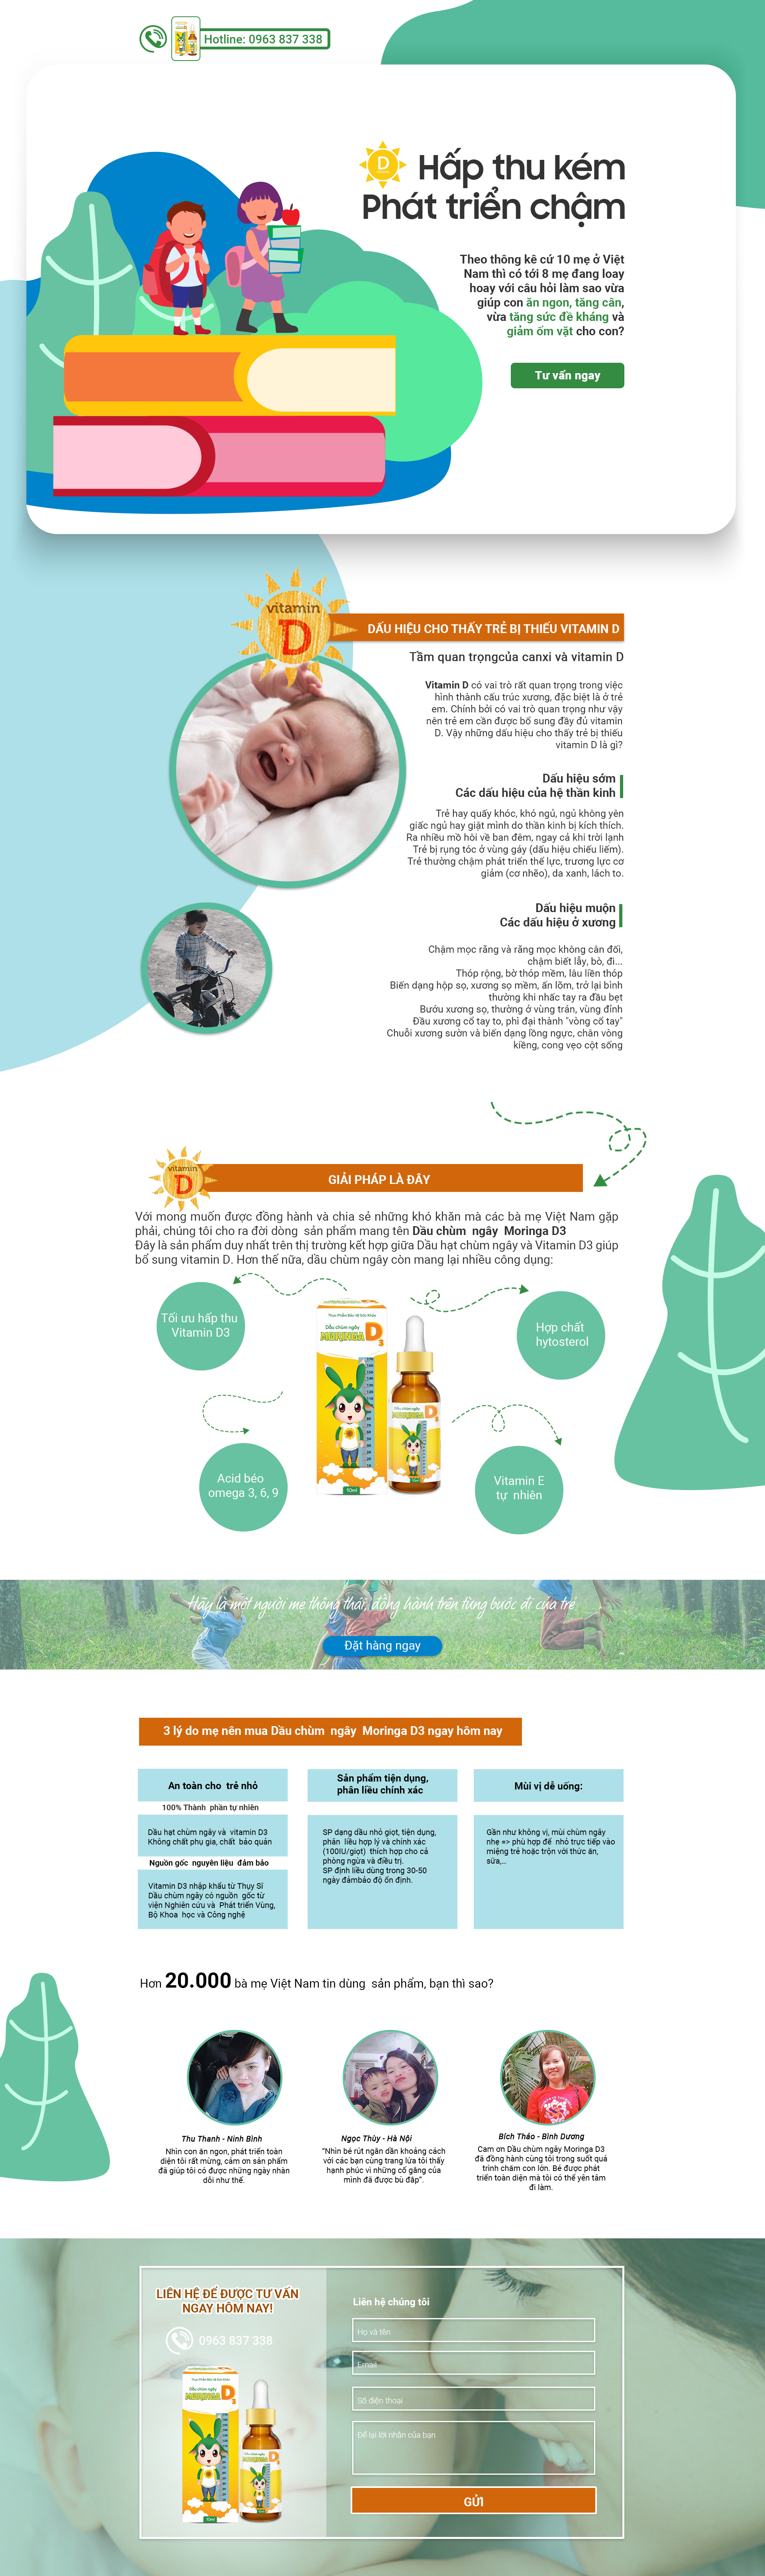 Hotline: 0963 837 338
D
Hấp thu kém
Phát triển chậm
Theo thông kê cứ 10 mẹ ở Việt
Nam thì có tới 8 mẹ đang loay
hoay với câu hỏi làm sao vừa
giúp con ăn ngon, tăng cân,
vừa tăng sức đề kháng và
giảm ốm vặt cho con?
Tư vấn ngay
vitamin
D
DẤU HIỆU CHO THẤY TRẺ BỊ THIẾU VITAMIN D
Tầm quan trọngcủa canxi và vitamin D
Vitamin D có vai trò rất quan trọng trong việc
hình thành cấu trúc xương, đặc biệt là ở trẻ
em. Chính bởi có vai trò quan trọng như vậy
nên trẻ em cần được bổ sung đầy đủ vitamin
D. Vậy những dấu hiệu cho thấy trẻ bị thiếu
vitamin D là gì?
Dấu hiệu sớm
Các dấu hiệu của hệ thần kinh
Trẻ hay quấy khóc, khó ngủ, ngủ không yên
giấc ngủ hay giật mình do thần kinh bị kích thích.
Ra nhiều mồ hôi về ban đêm, ngay cả khi trời lạnh
Trẻ bị rụng tóc ở vùng gáy (dấu hiệu chiếu liếm).
Trẻ thường chậm phát triển thể lực, trương lực cơ
giảm (cơ nhẽo), da xanh, lách to.
Dấu hiệu muộn
Các dấu hiệu ở xương
Chậm mọc răng và răng mọc không cân đối,
chậm biết lẫy, bò, đi...
Thóp rộng, bờ thóp mềm, lâu liền thóp
Biến dạng hộp sọ, xương sọ mềm, ấn lõm, trở lại bình
thường khi nhấc tay ra đầu bẹt
Bướu xương sọ, thường ở vùng trán, vùng đỉnh
Đầu xương cổ tay to, phì đại thành "vòng cổ tay"
Chuỗi xương sườn và biến dạng lồng ngực, chân vòng
kiềng, cong vẹo cột sống
vitamin
D
GIẢI PHÁP LÀ ĐÂY
Với mong muốn được đồng hành và chia sẻ những khó khăn mà các bà mẹ Việt Nam gặp
phải, chúng tôi cho ra đời dòng sản phẩm mang tên Dầu chùm ngây Moringa D3
Đây là sản phẩm duy nhất trên thị trường kết hợp giữa Dầu hạt chùm ngây và Vitamin D3 giúp
bổ sung vitamin D. Hơn thế nữa, dầu chùm ngây còn mang lại nhiều công dụng:
Tối ưu hấp thu
Vitamin D3
Hợp chất
hytosterol
Thực Phẩm Bảo Vệ Sức Khỏe
Dầu chùm ngây
MORINGA D3
Dầu chùm ngây
MORINGA D3
10ml
Acid béo
omega 3, 6, 9
Vitamin E
tự nhiên
Hãy là một người mẹ thông thái, đồng hành trên từng bước đi của trẻ
Đặt hàng ngay
3 lý do mẹ nên mua Dầu chùm ngây Moringa D3 ngay hôm nay
An toàn cho trẻ nhỏ
100% Thành phần tự nhiên
Dầu hạt chùm ngây và vitamin D3
Không chất phụ gia, chất bảo quản
Nguồn gốc nguyên liệu đảm bảo
Vitamin D3 nhập khẩu từ Thụy Sĩ
Dầu chùm ngây có nguồn gốc từ
viện Nghiên cứu và Phát triển Vùng,
Bộ Khoa học và Công nghệ
Sản phẩm tiện dụng,
phân liều chính xác
SP dạng dầu nhỏ giọt, tiện dụng,
phân liều hợp lý và chính xác
(100IU/giọt) thích hợp cho cả
phòng ngừa và điều trị.
SP định liều dùng trong 30-50
ngày đảmbảo độ ổn định.
Mùi vị dễ uống:
Gần như không vị, mùi chùm ngây
nhẹ => phù hợp để nhỏ trực tiếp vào
miệng trẻ hoặc trộn với thức ăn,
sữa,...
Hơn 20.000 bà mẹ Việt Nam tin dùng sản phẩm, bạn thì sao?
Thu Thanh - Ninh Bình
Nhìn con ăn ngon, phát triển toàn
diện tôi rất mừng, cảm ơn sản phẩm
đã giúp tôi có được những ngày nhàn
dỗi như thế.
Ngọc Thùy - Hà Nội
"Nhìn bé rút ngắn dần khoảng cách
với các bạn cùng trang lứa tôi thấy
hạnh phúc vì những cố gắng của
mình đã được bù đắp".
Bích Thảo - Bình Dương
Cam ơn Dầu chùm ngây Moringa D3
đã đồng hành cùng tôi trong suốt quá
trình chăm con lớn. Bé được phát
triển toàn diện mà tôi có thể yên tâm
đi làm.
LIÊN HỆ ĐỂ ĐƯỢC TƯ VẤN
NGAY HÔM NAY!
0963 837 338
Thực Phẩm Bảo Vệ Sức Khỏe
Dầu chùm ngây
MORINGA D3
Dầu chùm ngây
MORINGA D3
10ml
Liên hệ chúng tôi
Họ và tên
Email
Số điện thoại
Để lại lời nhắn của bạn
GỬI